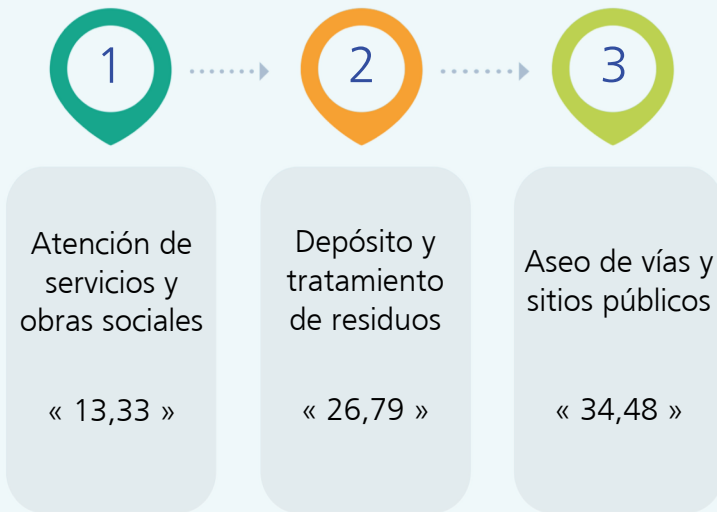 1
2
3
Atención de
servicios y
obras sociales
« 13,33 »
Depósito y
tratamiento
de residuos
« 26,79 »
Aseo de vías y
sitios públicos
« 34,48 »